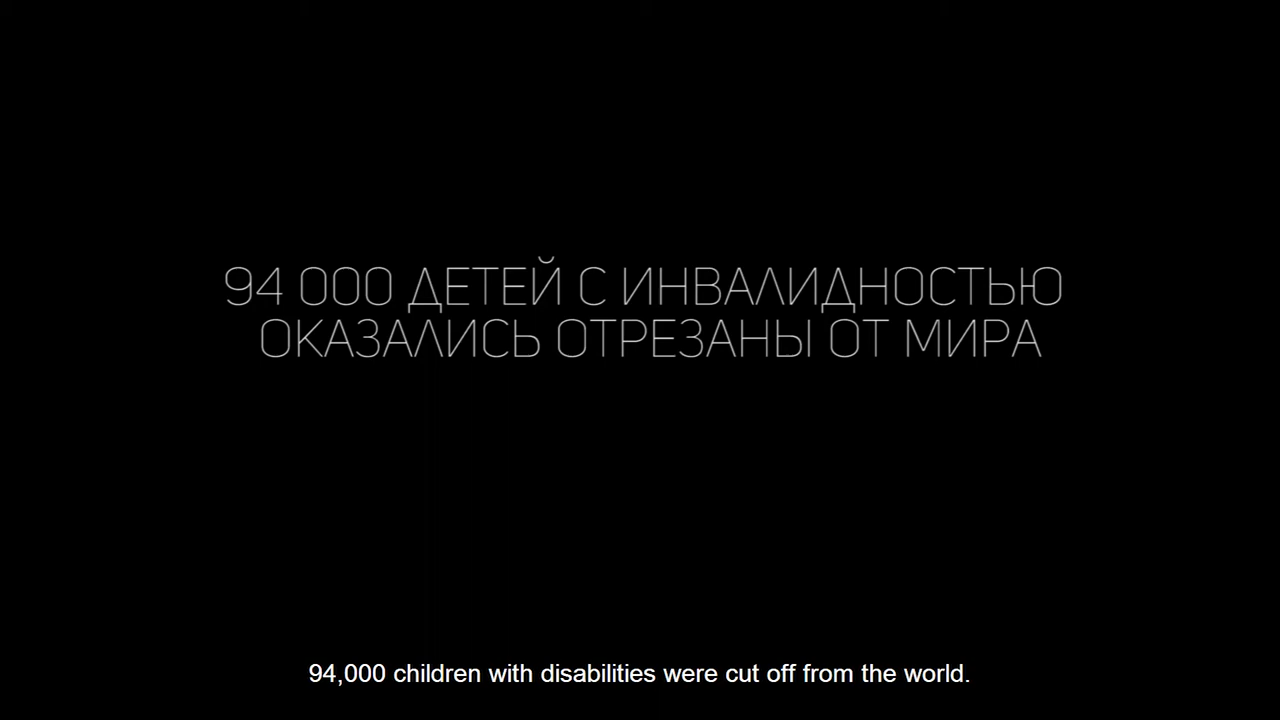 94 000 ДЕТЕЙ С ИНВАЛИДНОСТЬЮ
ОКАЗАЛИСЬ ОТРЕЗАНЫ ОТ МИРА
94,000 children with disabilities were cut off from the world.